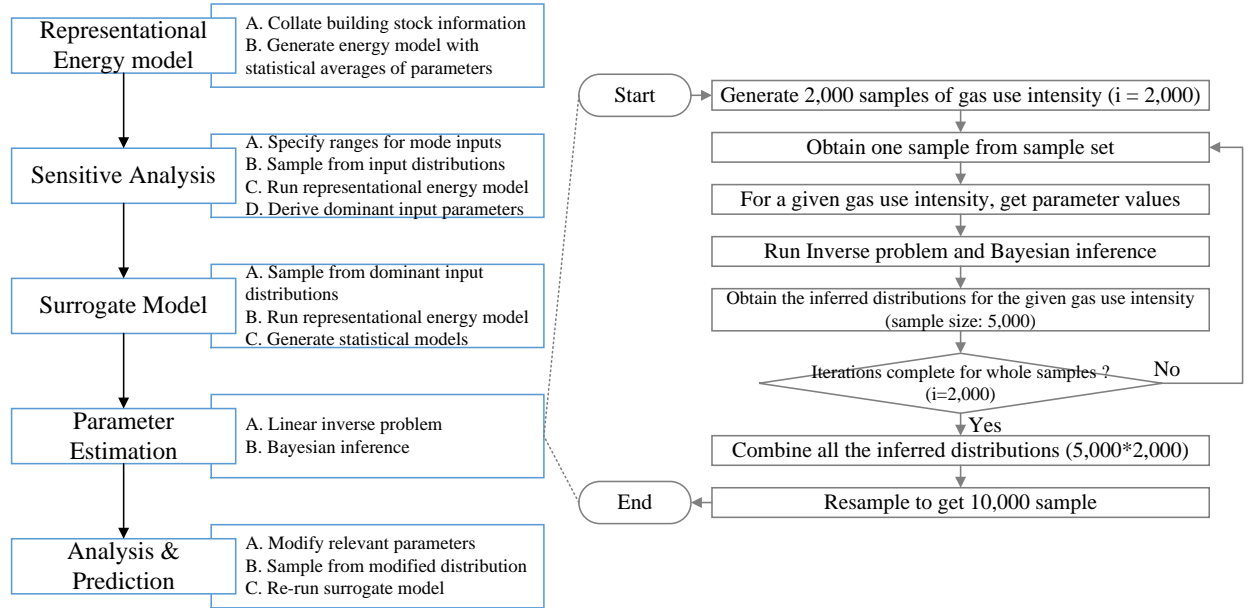 Representational
Energy model
A. Collate building stock information
B. Generate energy model with
statistical averages of parameters
Sensitive Analysis
A. Specify ranges for mode inputs
B. Sample from input distributions
C. Run representational energy model
D. Derive dominant input parameters
Surrogate Model
A. Sample from dominant input
distributions
B. Run representational energy model
C. Generate statistical models
Parameter
Estimation
A. Linear inverse problem
B. Bayesian inference
Analysis &
Prediction
A. Modify relevant parameters
B. Sample from modified distribution
C. Re-run surrogate model
Start
Generate 2,000 samples of gas use intensity (i = 2,000)
Obtain one sample from sample set
For a given gas use intensity, get parameter values
Run Inverse problem and Bayesian inference
Obtain the inferred distributions for the given gas use intensity
(sample size: 5,000)
Iterations complete for whole samples ?
(i=2,000)
No
Yes
Combine all the inferred distributions (5,000*2,000)
Resample to get 10,000 sample
End